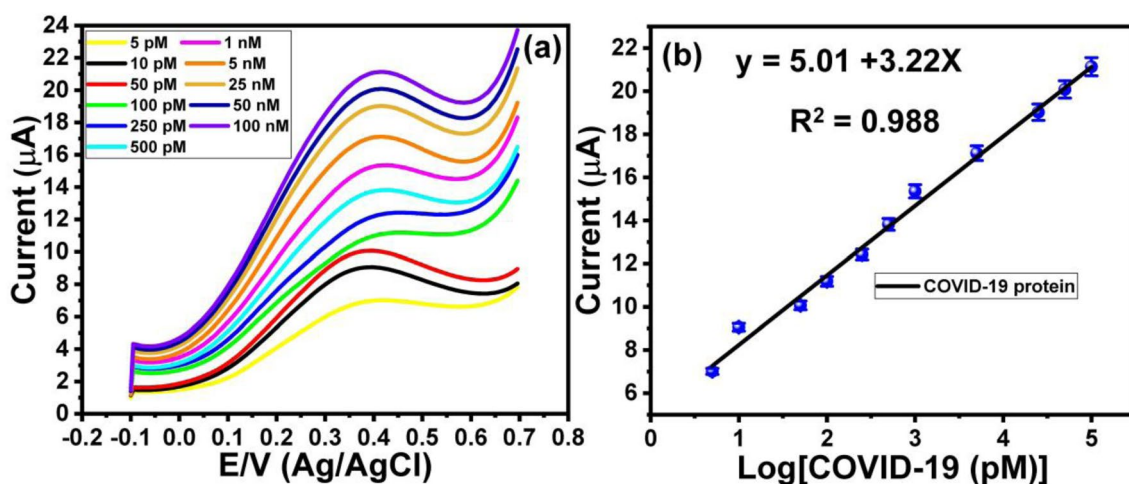 (a)
5 pM 1 nM
10 pM 5 nM
50 pM 25 nM
100 pM 50 nM
250 pM 100 nM
500 pM
24
22
20
18
16
14
12
10
8
6
4
2
0
Current (μA)
-0.2 -0.1 0.0 0.1 0.2 0.3 0.4 0.5 0.6 0.7 0.8
E/V (Ag/AgCl)
(b)
y = 5.01 +3.22X
R² = 0.988
COVID-19 protein
22
20
18
16
14
12
10
8
6
Current (μA)
0 1 2 3 4 5
Log[COVID-19 (pM)]